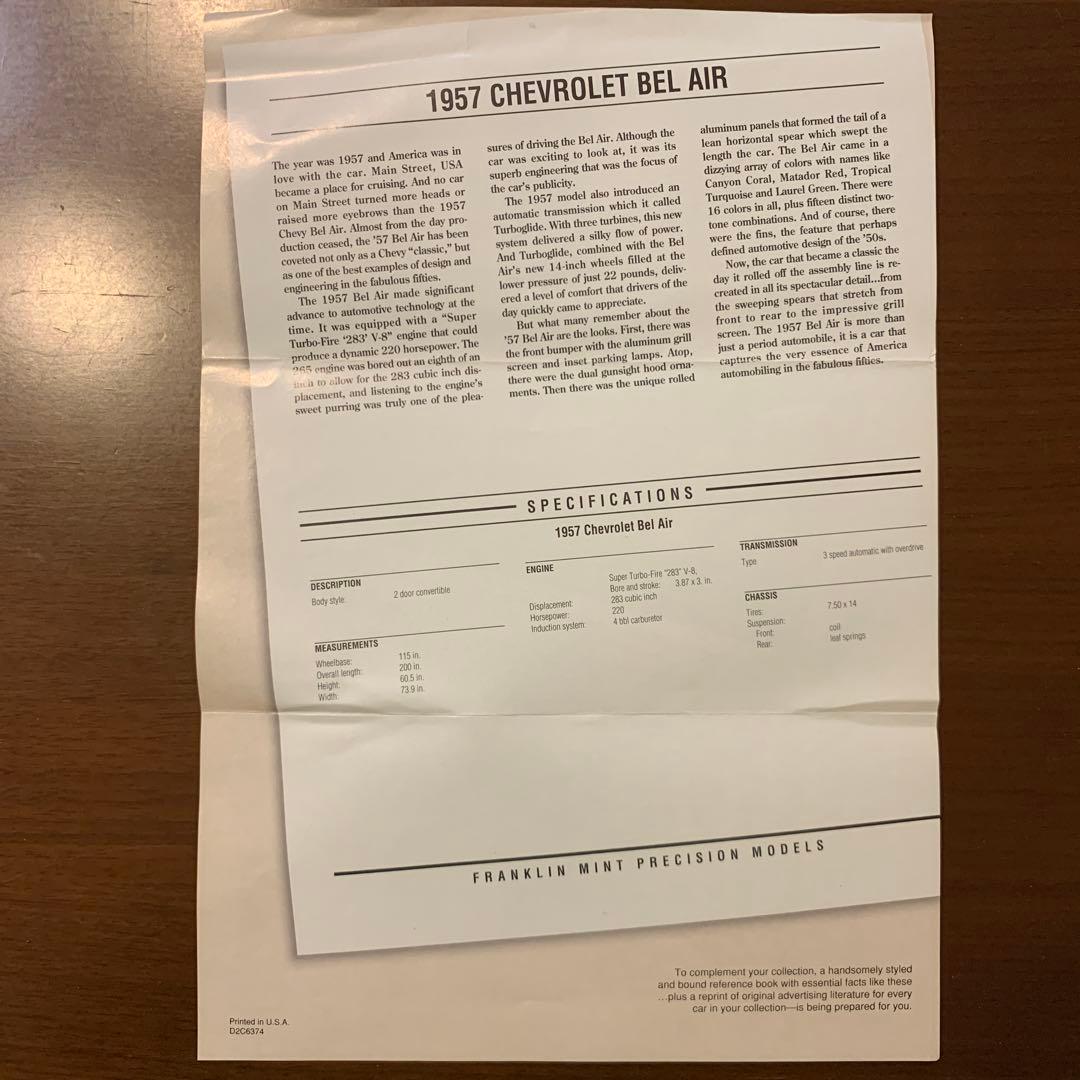 1957 CHEVROLET BEL AIR
The year was 1957 and America was in
love with the car. Main Street, USA
became a place for cruising. And no car
on Main Street turned more heads or
raised more eyebrows than the 1957
Chevy Bel Air. Almost from the day pro-
duction ceased, the '57 Bel Air has been
coveted not only as a Chevy “classic,” but
as one of the best examples of design and
engineering in the fabulous fifties.
The 1957 Bel Air made significant
advance to automotive technology at the
time. It was equipped with a “Super
Turbo-Fire ‘283’ V-8” engine that could
produce a dynamic 220 horsepower. The
265 engine was bored out an eighth of an
inch to allow for the 283 cubic inch dis-
placement, and listening to the engine's
sweet purring was truly one of the plea-
sures of driving the Bel Air. Although the
car was exciting to look at, it was its
superb engineering that was the focus of
the car's publicity.
The 1957 model also introduced an
automatic transmission which it called
Turboglide. With three turbines, this new
system delivered a silky flow of power.
And Turboglide, combined with the Bel
Air's new 14-inch wheels filled at the
lower pressure of just 22 pounds, deliv-
ered a level of comfort that drivers of the
day quickly came to appreciate.
But what many remember about the
'57 Bel Air are the looks. First, there was
the front bumper with the aluminum grill
screen and inset parking lamps. Atop,
there were the dual gunsight hood orna-
ments. Then there was the unique rolled
aluminum panels that formed the tail of a
lean horizontal spear which swept the
length the car. The Bel Air came in a
dizzying array of colors with names like
Canyon Coral, Matador Red, Tropical
Turquoise and Laurel Green. There were
16 colors in all, plus fifteen distinct two-
tone combinations. And of course, there
were the fins, the feature that perhaps
defined automotive design of the '50s.
Now, the car that became a classic the
day it rolled off the assembly line is re-
created in all its spectacular detail...from
the sweeping spears that stretch from
front to rear to the impressive grill
screen. The 1957 Bel Air is more than
just a period automobile, it is a car that
captures the very essence of America
automobiling in the fabulous fifties.
SPECIFICATIONS
1957 Chevrolet Bel Air
DESCRIPTION
Body style: 2 door convertible
MEASUREMENTS
Wheelbase: 115 in.
Overall length: 200 in.
Height: 60.5 in.
Width: 73.9 in.
ENGINE
Super Turbo-Fire “283” V-8,
Bore and stroke: 3.87 x 3. in.
Displacement: 283 cubic inch
Horsepower: 220
Induction system: 4 bbl carburetor
TRANSMISSION
Type 3 speed automatic with overdrive
CHASSIS
Tires: 7.50 x 14
Suspension:
Front: coil
Rear: leaf springs
FRANKLIN MINT PRECISION MODELS
To complement your collection, a handsomely styled
and bound reference book with essential facts like these
...plus a reprint of original advertising literature for every
car in your collection—is being prepared for you.
Printed in U.S.A.
D2C6374